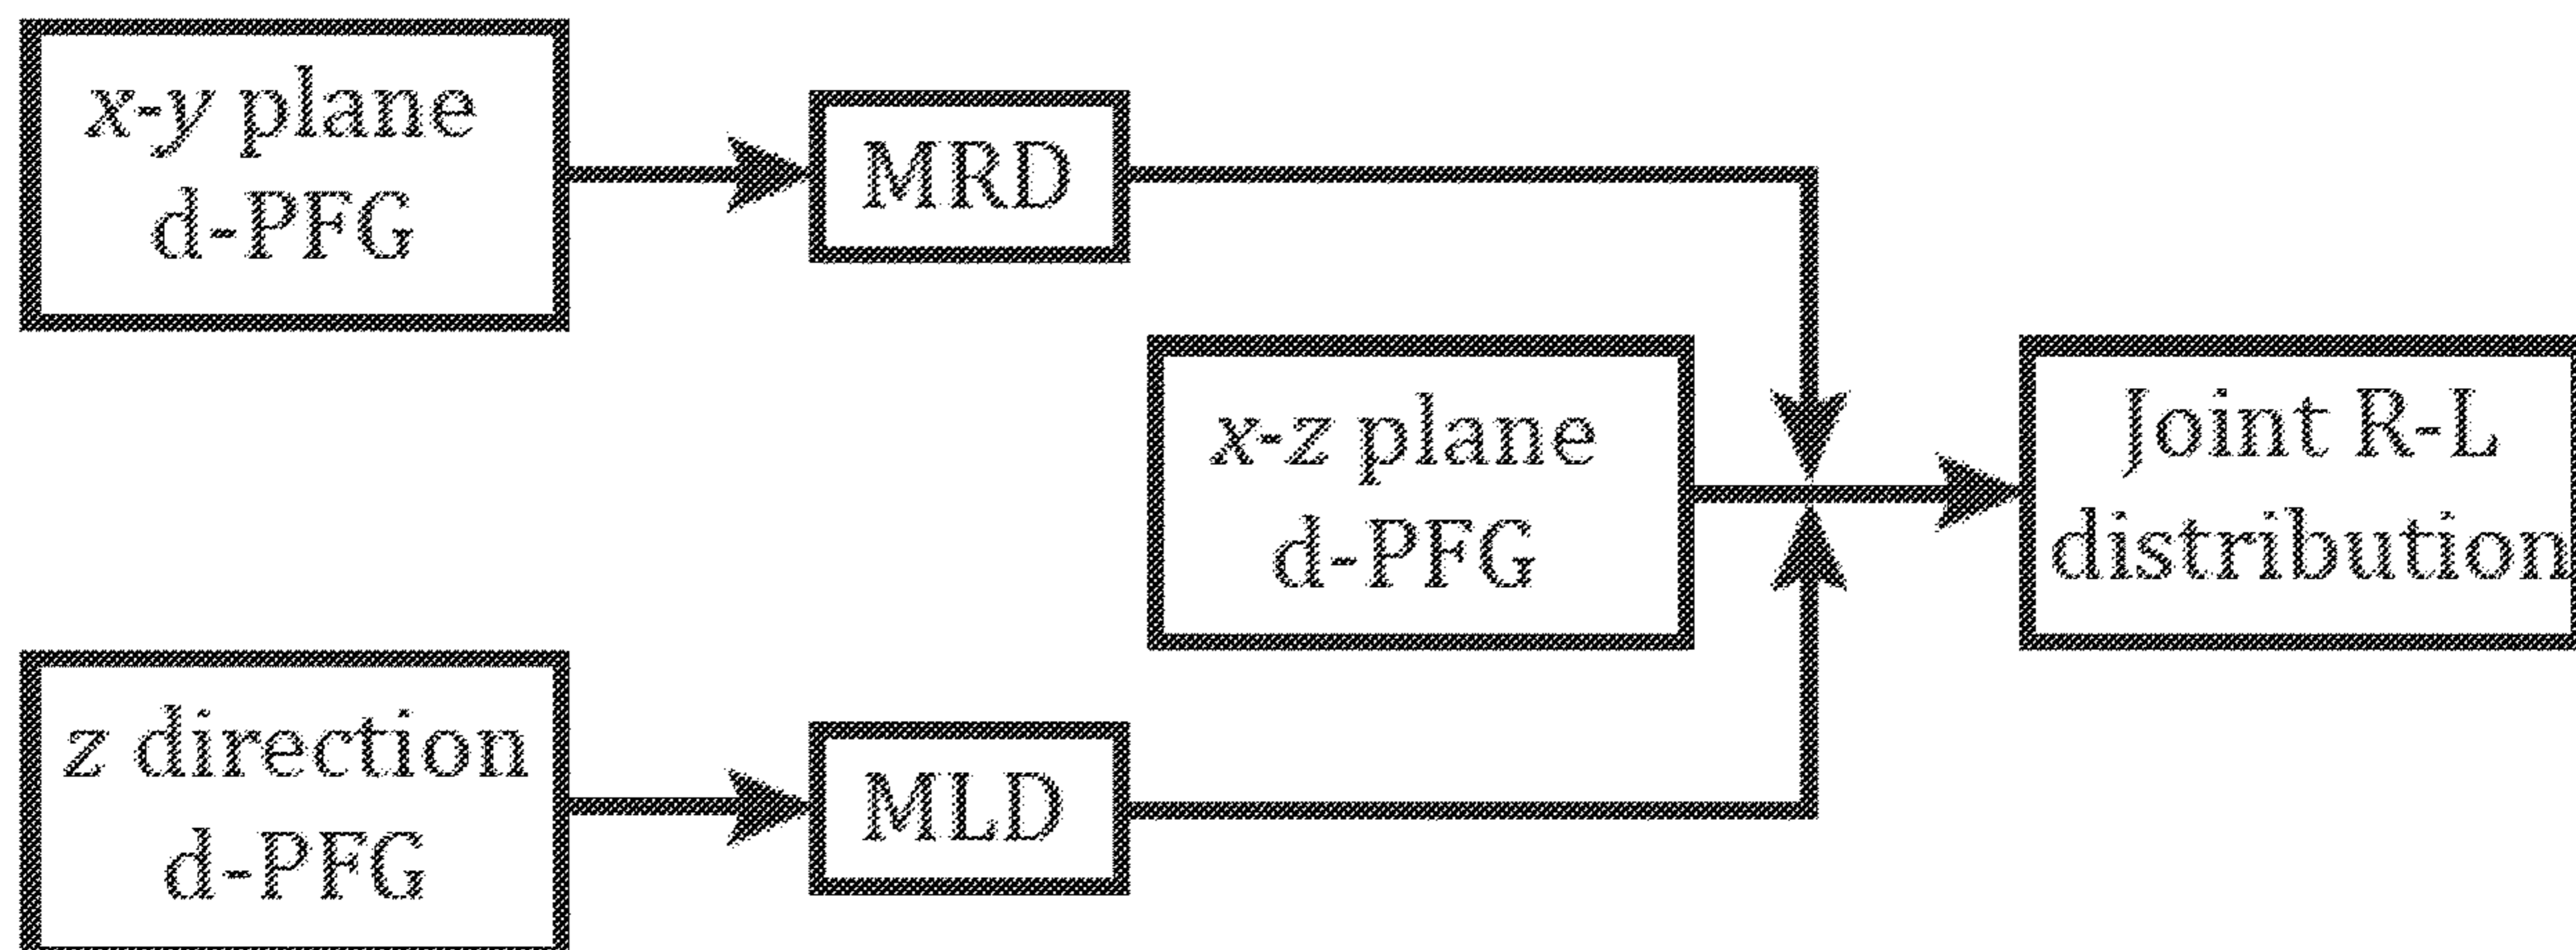 x-y plane
d-PFG
MRD
x-z plane
d-PFG
Joint R-L
distribution
z direction
d-PFG
MLD